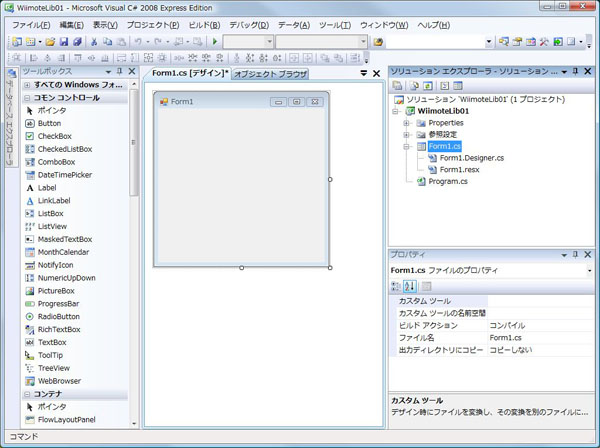 WiimoteLib01 - Microsoft Visual C# 2008 Express Edition
ファイル(F) 編集(E) 表示(V) プロジェクト(P) ビルド(B) デバッグ(D) データ(A) ツール(T) ウィンドウ(W) ヘルプ(H)
データベース エクスプローラ
ツールボックス
すべての Windows フォ...
コモン コントロール
ポインタ
Button
CheckBox
CheckedListBox
ComboBox
DateTimePicker
Label
LinkLabel
ListBox
ListView
MaskedTextBox
MonthCalendar
NotifyIcon
NumericUpDown
PictureBox
ProgressBar
RadioButton
RichTextBox
TextBox
ToolTip
TreeView
WebBrowser
コンテナ
ポインタ
FlowLayoutPanel
Form1.cs [デザイン]* オブジェクト ブラウザ
Form1
ソリューション エクスプローラ - ソリューション ...
ソリューション 'WiimoteLib01' (1 プロジェクト)
WiimoteLib01
Properties
参照設定
Form1.cs
Form1.Designer.cs
Form1.resx
Program.cs
プロパティ
Form1.cs ファイルのプロパティ
カスタム ツール
カスタム ツールの名前空間
ビルド アクション コンパイル
ファイル名 Form1.cs
出力ディレクトリにコピー コピーしない
カスタム ツール
デザイン時にファイルを変換し、その変換を別のファイルに...
コマンド